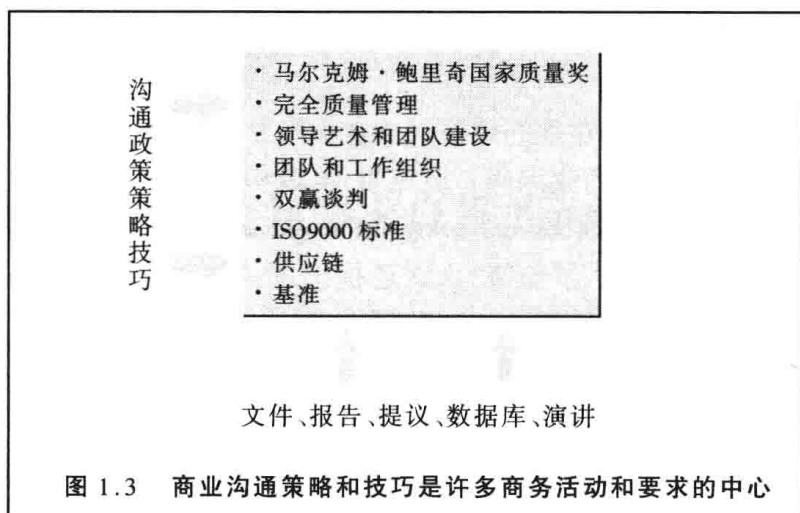 沟通政策策略技巧
· 马尔克姆·鲍里奇国家质量奖
· 完全质量管理
· 领导艺术和团队建设
· 团队和工作组织
· 双赢谈判
· ISO9000 标准
· 供应链
· 基准
文件、报告、提议、数据库、演讲
图 1.3 商业沟通策略和技巧是许多商务活动和要求的中心